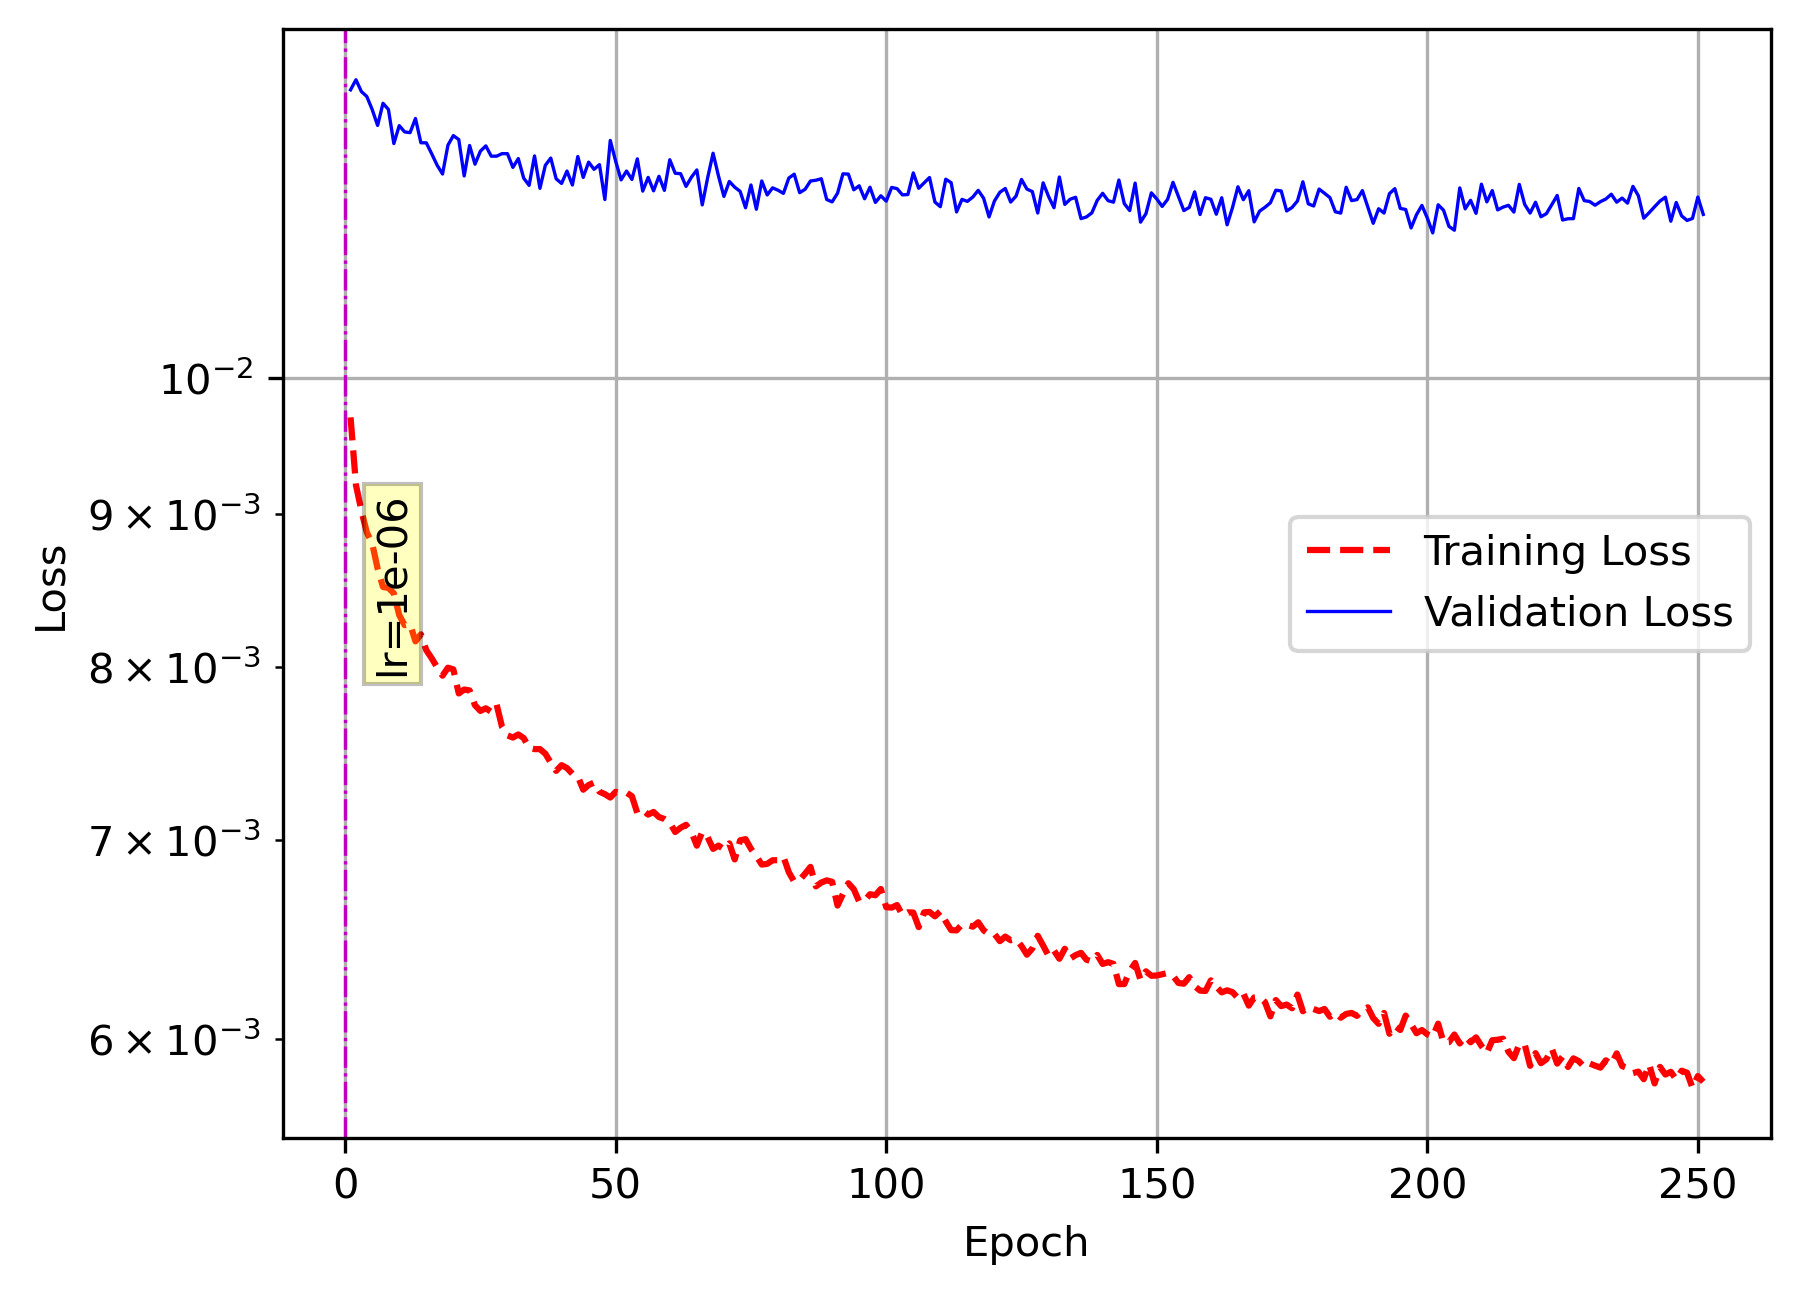 10⁻²
9 × 10⁻³
8 × 10⁻³
7 × 10⁻³
6 × 10⁻³
Loss
lr=1e-06
Training Loss
Validation Loss
0 50 100 150 200 250
Epoch